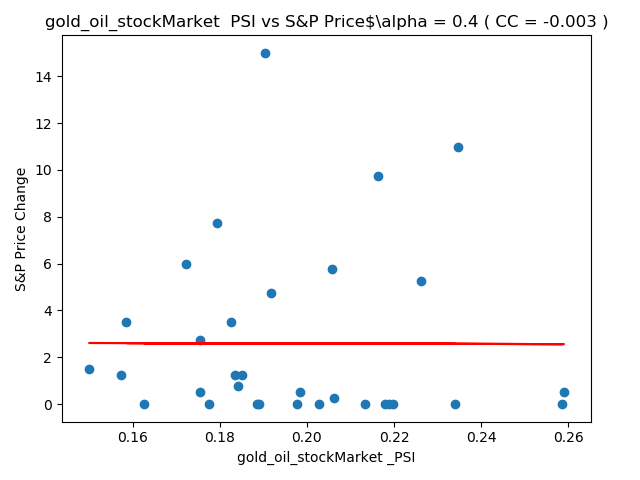 gold_oil_stockMarket  PSI vs S&P Price$\alpha = 0.4 ( CC = -0.003 )
S&P Price Change
14
12
10
8
6
4
2
0
0.16 0.18 0.20 0.22 0.24 0.26
gold_oil_stockMarket _PSI